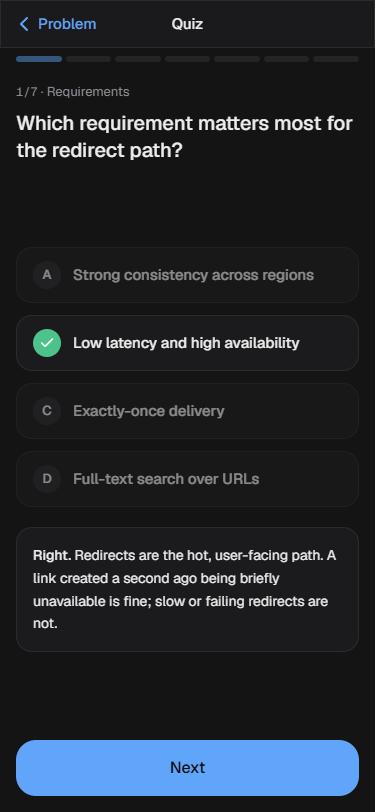 Problem
Quiz
1/7 · Requirements
Which requirement matters most for
the redirect path?
A Strong consistency across regions
Low latency and high availability
C Exactly-once delivery
D Full-text search over URLs
Right. Redirects are the hot, user-facing path. A
link created a second ago being briefly
unavailable is fine; slow or failing redirects are
not.
Next